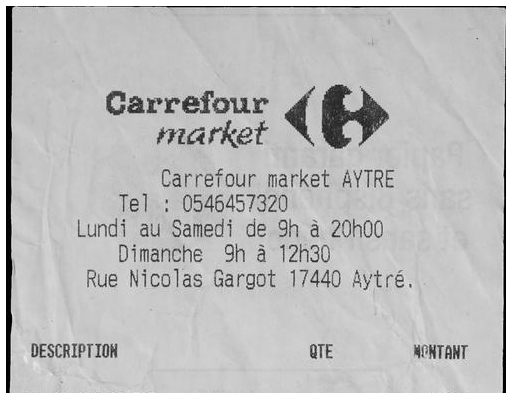 Carrefour
market
Carrefour market AYTRE
Tel : 0546457320
Lundi au Samedi de 9h à 20h00
Dimanche 9h à 12h30
Rue Nicolas Gargot 17440 Aytré.
DESCRIPTION QTE MONTANT